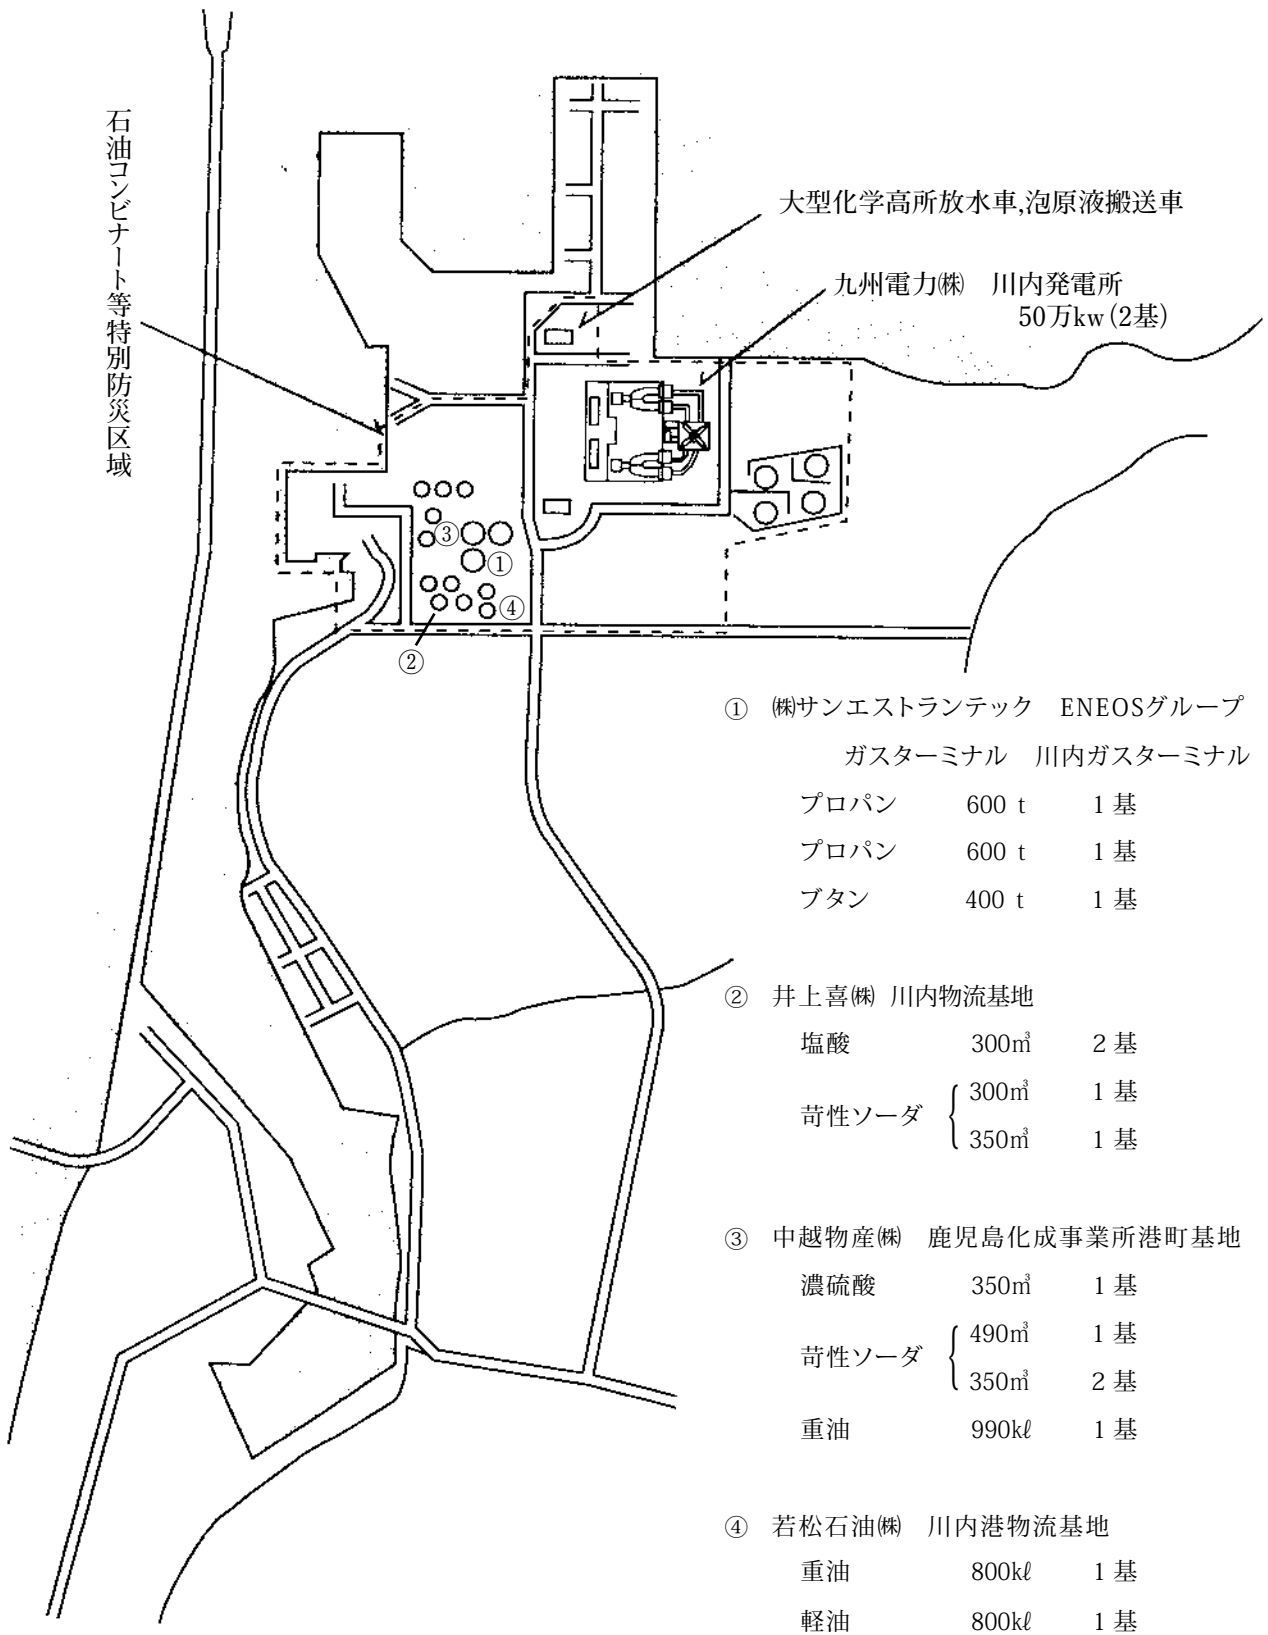 石油コンビナート等特別防災区域
大型化学高所放水車,泡原液搬送車
九州電力㈱　川内発電所
50万kw(2基)
③
①
④
②
①　㈱サンエストランテック　ENEOSグループ
ガスターミナル　川内ガスターミナル
プロパン　600 t　1 基
プロパン　600 t　1 基
ブタン　400 t　1 基
②　井上喜㈱ 川内物流基地
塩酸　300㎥　2 基
苛性ソーダ　300㎥　1 基
350㎥　1 基
③　中越物産㈱　鹿児島化成事業所港町基地
濃硫酸　350㎥　1 基
苛性ソーダ　490㎥　1 基
350㎥　2 基
重油　990kℓ　1 基
④　若松石油㈱　川内港物流基地
重油　800kℓ　1 基
軽油　800kℓ　1 基